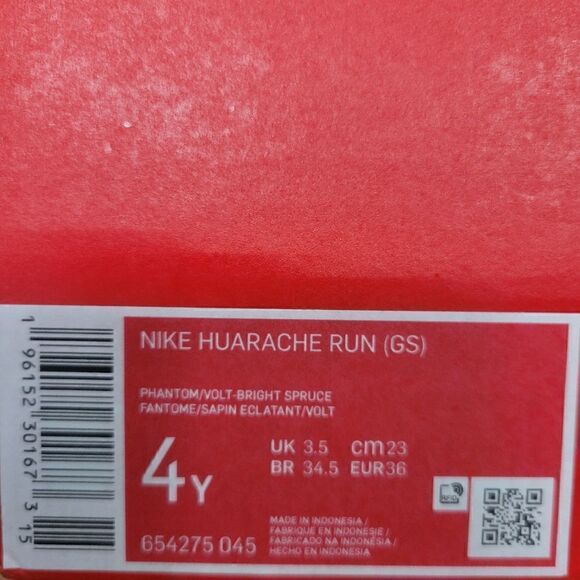 NIKE HUARACHE RUN (GS)
PHANTOM/VOLT-BRIGHT SPRUCE
FANTOME/SAPIN ECLATANT/VOLT
4Y
UK 3.5 cm 23
BR 34.5 EUR 36
654275 045
MADE IN INDONESIA /
FABRIQUE EN INDONESIE /
FABRICADO NA INDONÉSIA /
HECHO EN INDONESIA
RFID
1 96152 30167 3 15